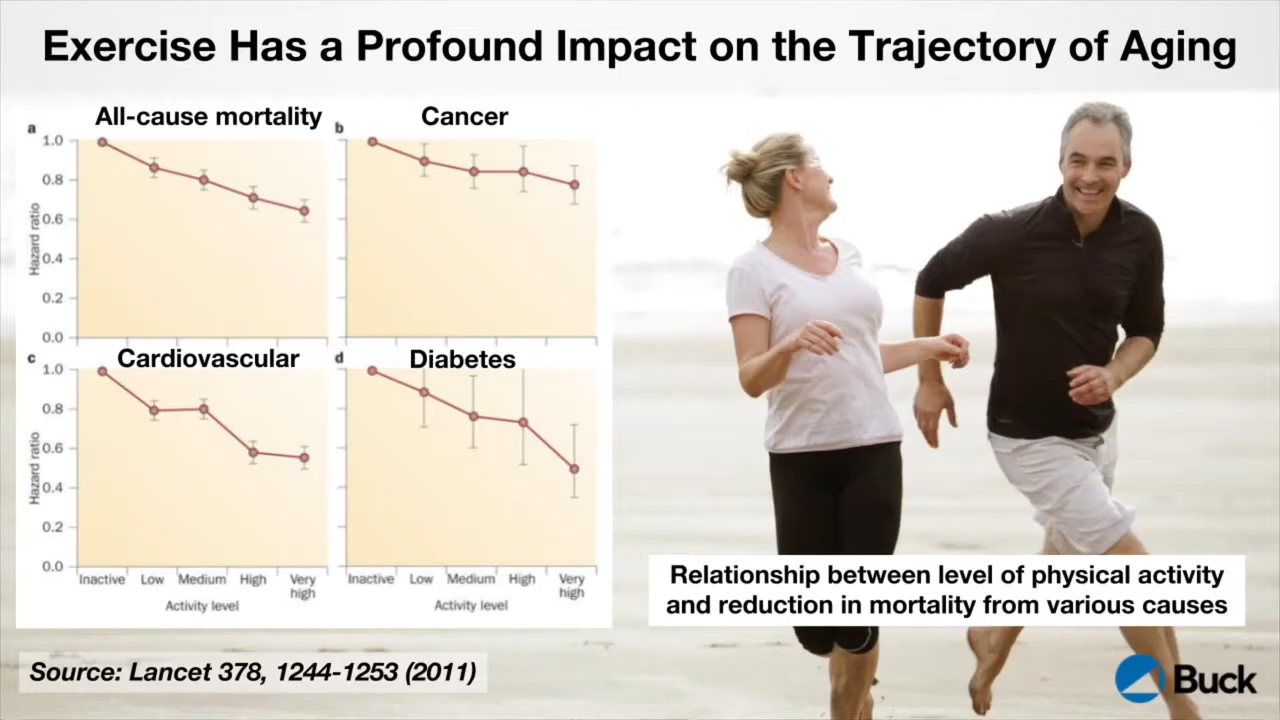 Exercise Has a Profound Impact on the Trajectory of Aging
a All-cause mortality
Hazard ratio
1.0
0.8
0.6
0.4
0.2
0.0
b Cancer
c Cardiovascular
Hazard ratio
1.0
0.8
0.6
0.4
0.2
0.0
Inactive Low Medium High Very high
Activity level
d Diabetes
Inactive Low Medium High Very high
Activity level
Relationship between level of physical activity
and reduction in mortality from various causes
Source: Lancet 378, 1244-1253 (2011)
Buck